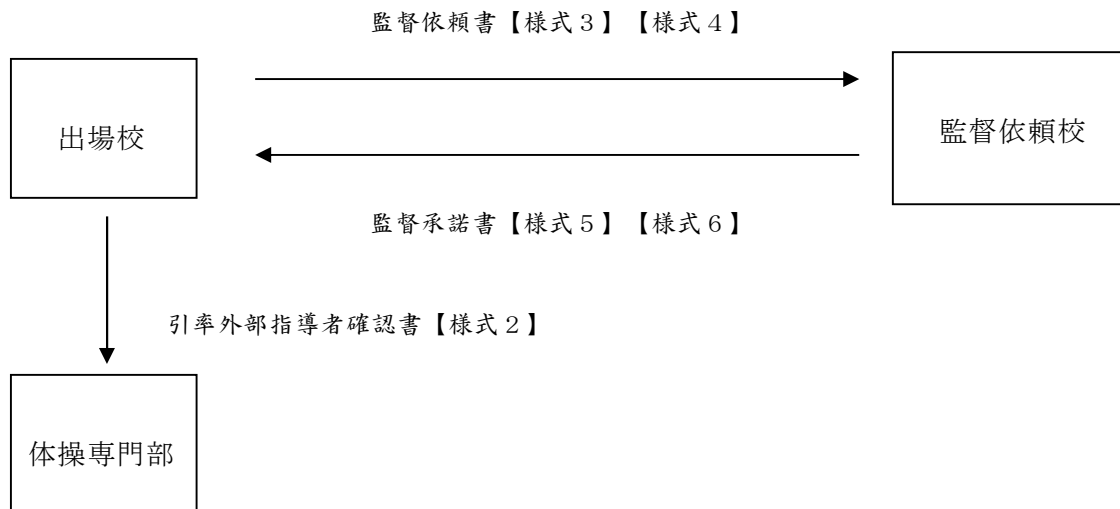 監督依頼書【様式３】【様式４】
出場校
監督依頼校
監督承諾書【様式５】【様式６】
引率外部指導者確認書【様式２】
体操専門部